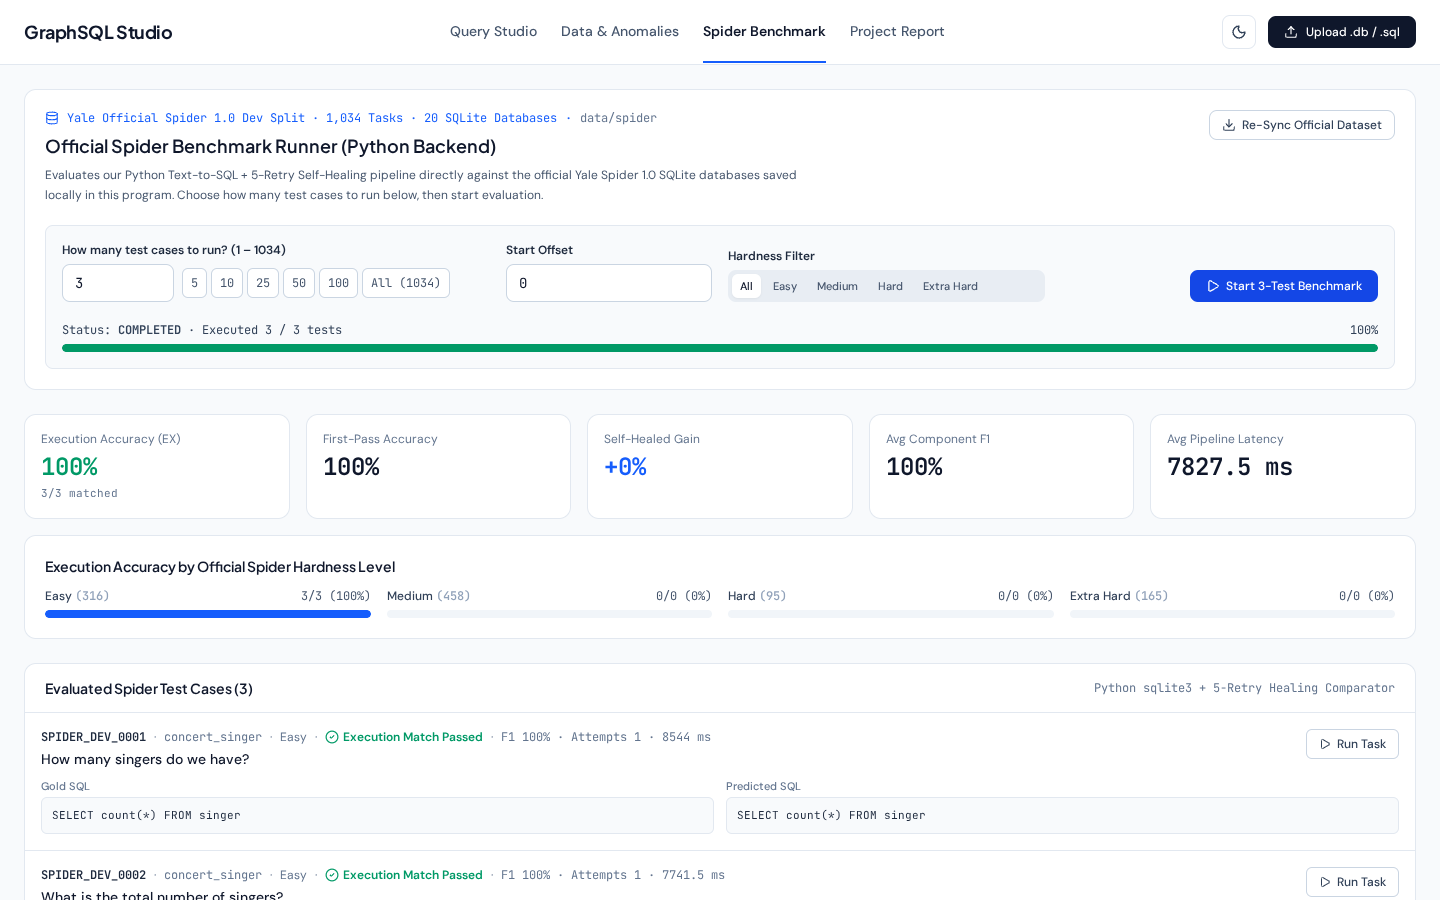 GraphSQL Studio
Query Studio
Data & Anomalies
Spider Benchmark
Project Report
Upload .db / .sql
Yale Official Spider 1.0 Dev Split · 1,034 Tasks · 20 SQLite Databases · data/spider
Re-Sync Official Dataset
Official Spider Benchmark Runner (Python Backend)
Evaluates our Python Text-to-SQL + 5-Retry Self-Healing pipeline directly against the official Yale Spider 1.0 SQLite databases saved
locally in this program. Choose how many test cases to run below, then start evaluation.
How many test cases to run? (1 – 1034)
3
5
10
25
50
100
All (1034)
Start Offset
0
Hardness Filter
All
Easy
Medium
Hard
Extra Hard
Start 3-Test Benchmark
Status: COMPLETED · Executed 3 / 3 tests
100%
Execution Accuracy (EX)
100%
3/3 matched
First-Pass Accuracy
100%
Self-Healed Gain
+0%
Avg Component F1
100%
Avg Pipeline Latency
7827.5 ms
Execution Accuracy by Official Spider Hardness Level
Easy (316) 3/3 (100%)
Medium (458) 0/0 (0%)
Hard (95) 0/0 (0%)
Extra Hard (165) 0/0 (0%)
Evaluated Spider Test Cases (3)
Python sqlite3 + 5-Retry Healing Comparator
SPIDER_DEV_0001 · concert_singer · Easy · Execution Match Passed · F1 100% · Attempts 1 · 8544 ms
Run Task
How many singers do we have?
Gold SQL
SELECT count(*) FROM singer
Predicted SQL
SELECT count(*) FROM singer
SPIDER_DEV_0002 · concert_singer · Easy · Execution Match Passed · F1 100% · Attempts 1 · 7741.5 ms
Run Task
What is the total number of singers?